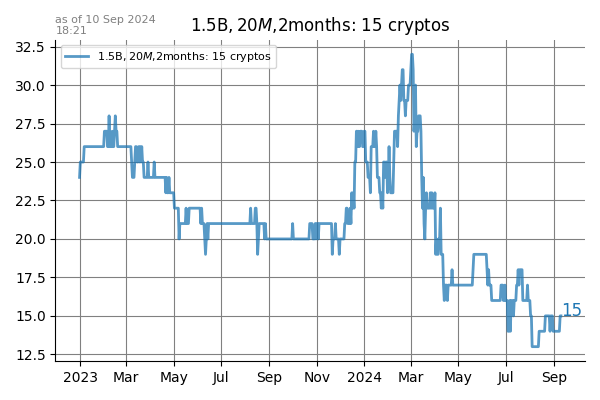 as of 10 Sep 2024
18:21
1.5B, 20M,2months: 15 cryptos
1.5B, 20M,2months: 15 cryptos
32.5
30.0
27.5
25.0
22.5
20.0
17.5
15.0
12.5
15
2023 Mar May Jul Sep Nov 2024 Mar May Jul Sep